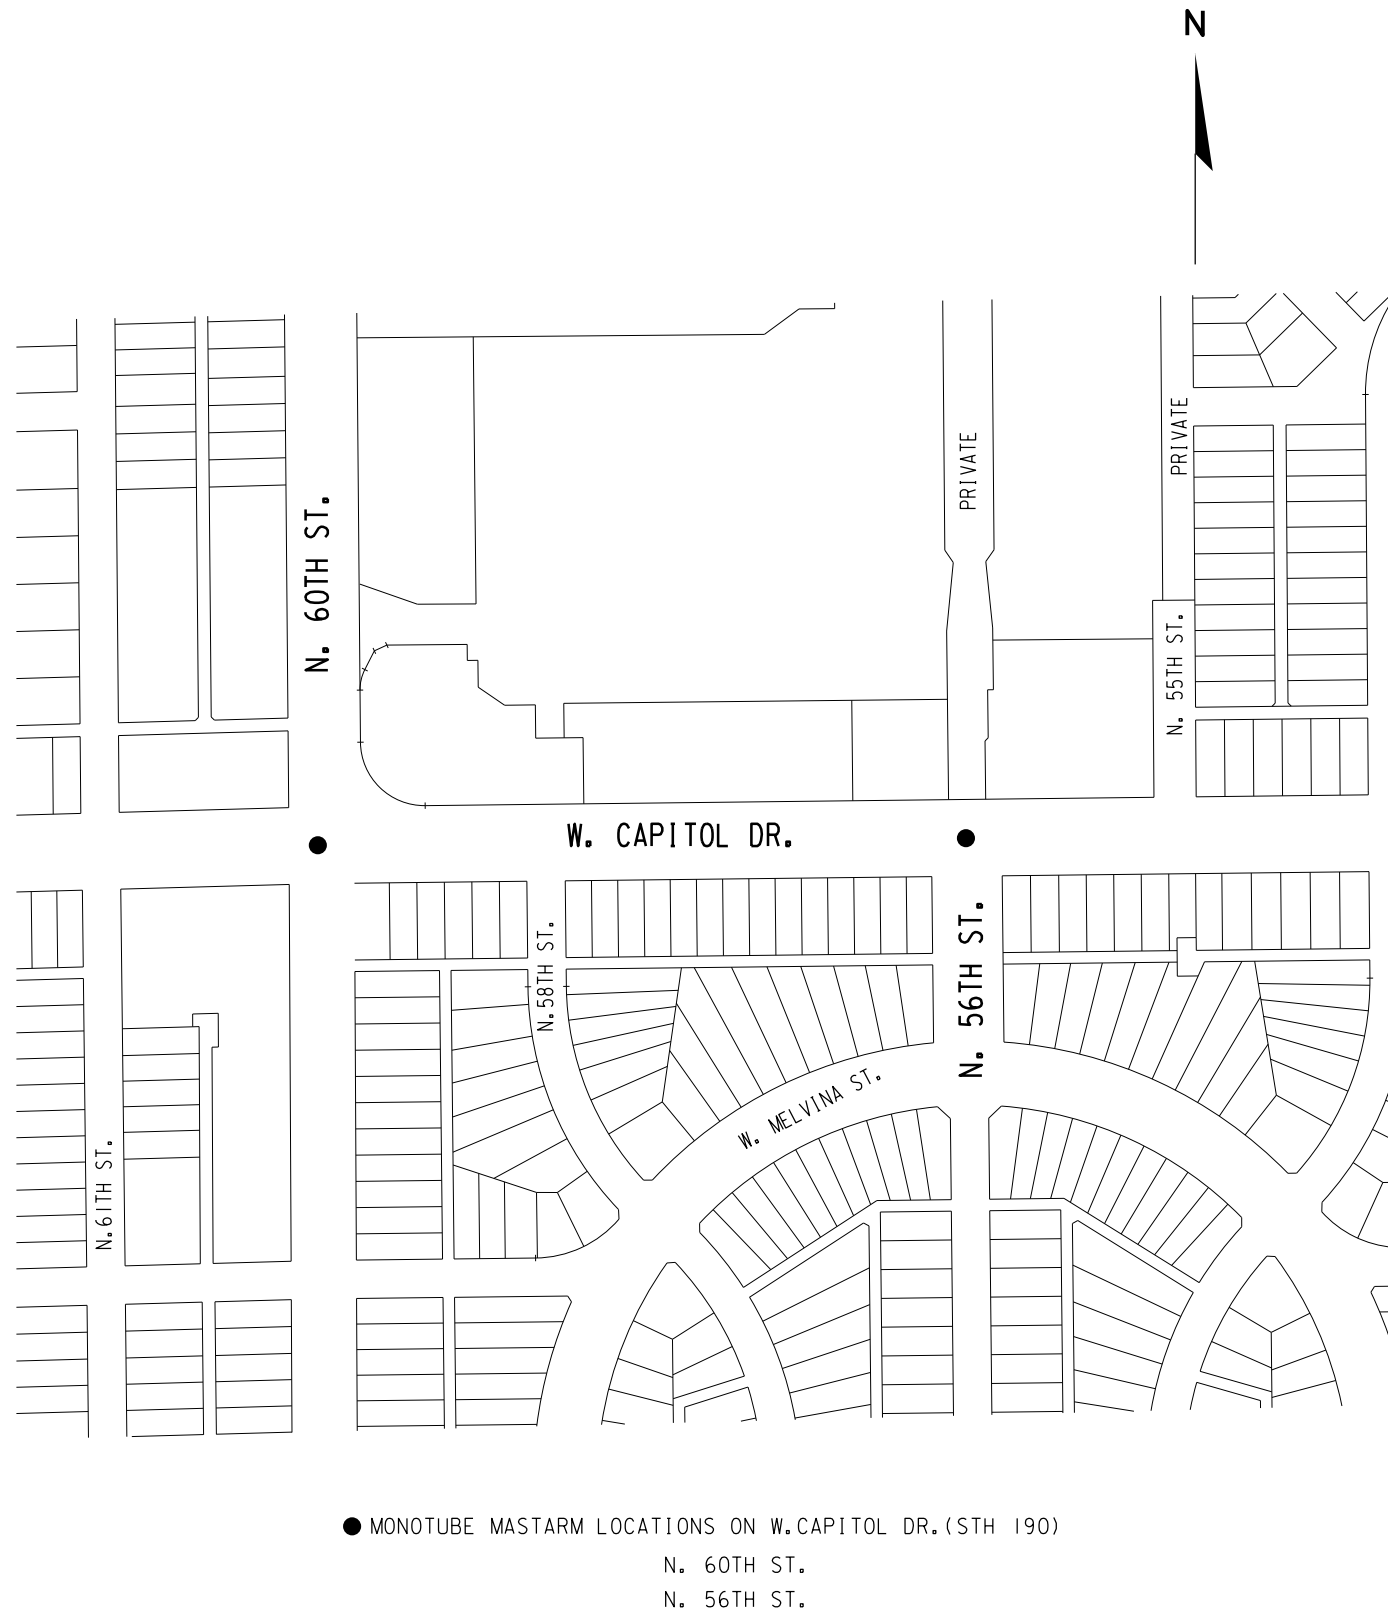 N
PRIVATE
PRIVATE
N. 60TH ST.
N. 55TH ST.
W. CAPITOL DR.
N. 58TH ST.
N. 56TH ST.
W. MELVINA ST.
N. 61TH ST.
MONOTUBE MASTARM LOCATIONS ON W.CAPITOL DR.(STH 190)
N. 60TH ST.
N. 56TH ST.